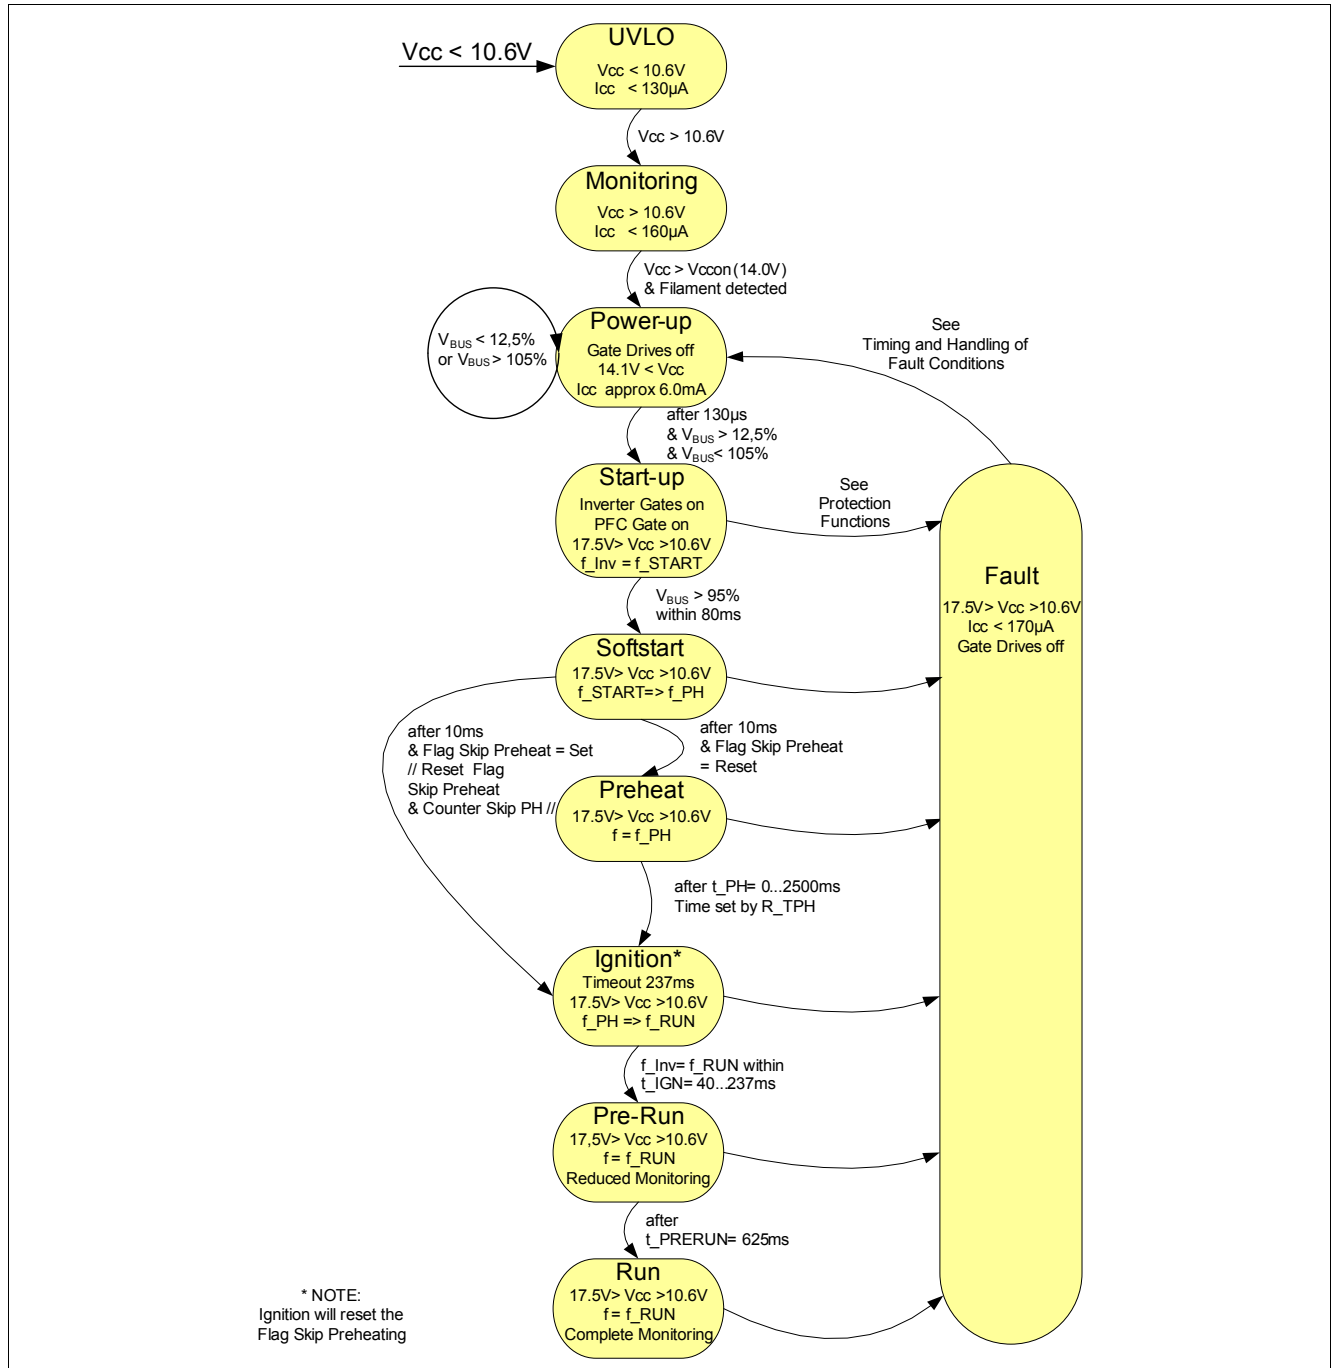 Vcc < 10.6V
UVLO
Vcc < 10.6V
Icc < 130µA
Vcc > 10.6V
Monitoring
Vcc > 10.6V
Icc < 160µA
Vcc > Vccon (14.0V)
& Filament detected
V_BUS < 12,5%
or V_BUS > 105%
Power-up
Gate Drives off
14.1V < Vcc
Icc approx 6.0mA
See
Timing and Handling of
Fault Conditions
after 130µs
& V_BUS > 12,5%
& V_BUS < 105%
Start-up
Inverter Gates on
PFC Gate on
17.5V> Vcc >10.6V
f_Inv = f_START
See
Protection
Functions
V_BUS > 95%
within 80ms
Softstart
17.5V> Vcc >10.6V
f_START=> f_PH
after 10ms
& Flag Skip Preheat = Set
// Reset Flag
Skip Preheat
& Counter Skip PH //
after 10ms
& Flag Skip Preheat
= Reset
Preheat
17.5V> Vcc >10.6V
f = f_PH
after t_PH= 0...2500ms
Time set by R_TPH
Ignition*
Timeout 237ms
17.5V> Vcc >10.6V
f_PH => f_RUN
f_Inv= f_RUN within
t_IGN= 40...237ms
Pre-Run
17,5V> Vcc >10.6V
f = f_RUN
Reduced Monitoring
after
t_PRERUN= 625ms
Run
17.5V> Vcc >10.6V
f = f_RUN
Complete Monitoring
Fault
17.5V> Vcc >10.6V
Icc < 170µA
Gate Drives off
* NOTE:
Ignition will reset the
Flag Skip Preheating